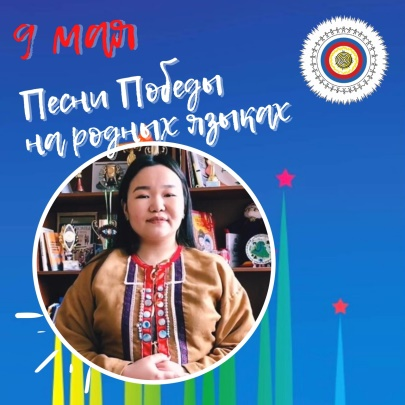 9 мая
Песни Победы
на родных языках